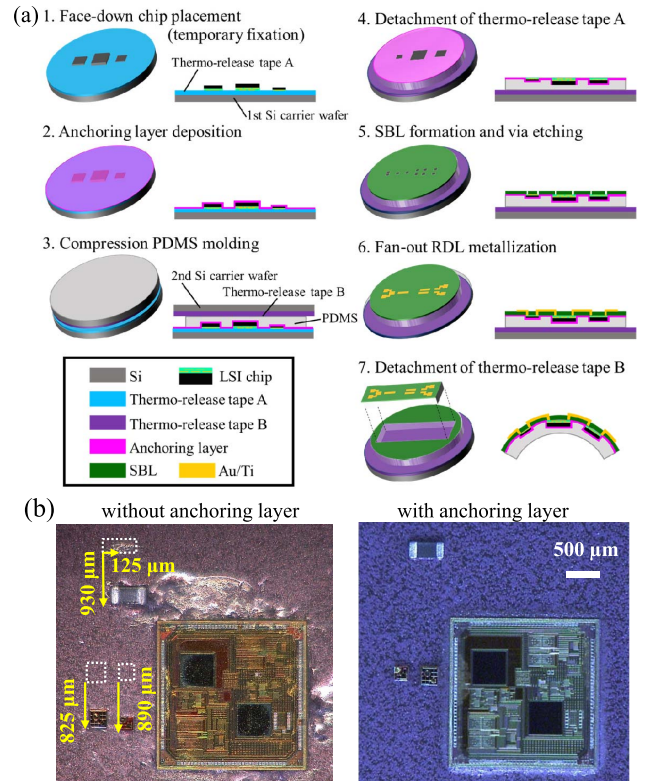 (a)
1. Face-down chip placement
(temporary fixation)
Thermo-release tape A
1st Si carrier wafer
2. Anchoring layer deposition
3. Compression PDMS molding
2nd Si carrier wafer
Thermo-release tape B
PDMS
Si
LSI chip
Thermo-release tape A
Thermo-release tape B
Anchoring layer
SBL
Au/Ti
4. Detachment of thermo-release tape A
5. SBL formation and via etching
6. Fan-out RDL metallization
7. Detachment of thermo-release tape B
(b)
without anchoring layer
125 µm
930 µm
825 µm
890 µm
with anchoring layer
500 µm